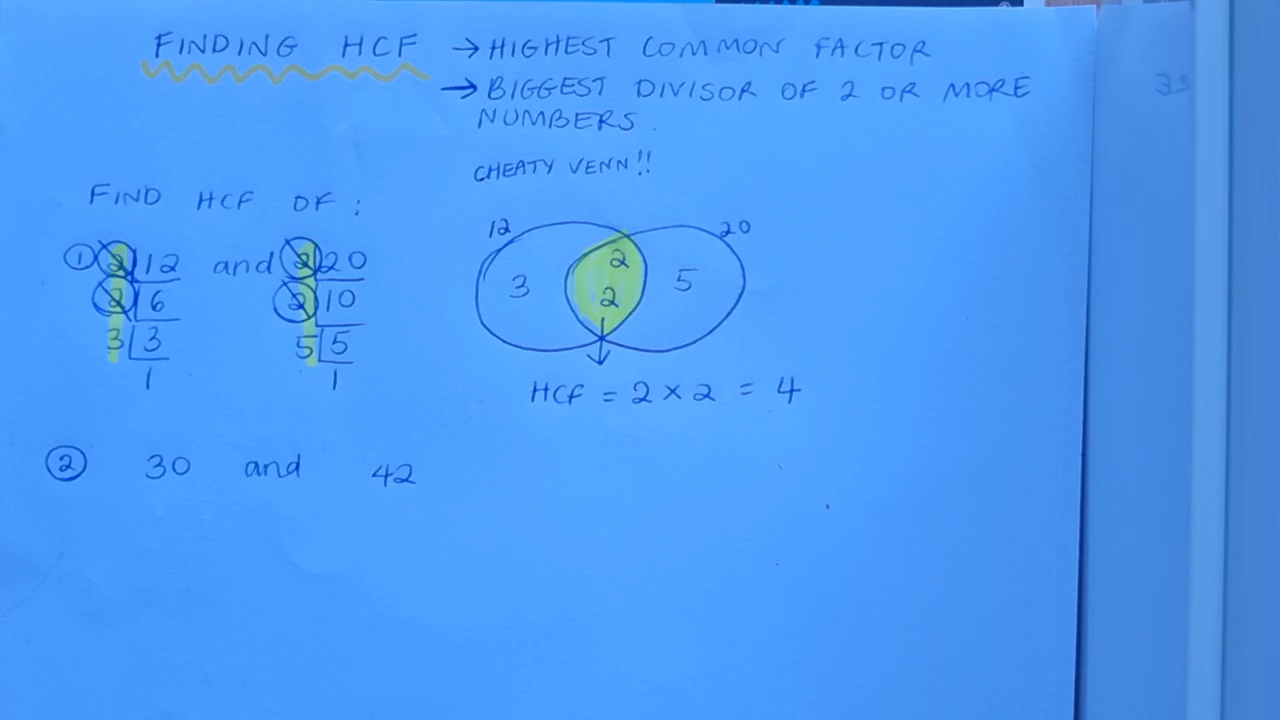 FINDING HCF → HIGHEST COMMON FACTOR
→ BIGGEST DIVISOR OF 2 OR MORE
NUMBERS.
CHEATY VENN!!
FIND HCF OF :
① 2 12 and 2 20
2 6 2 10
3 3 5 5
1 1
12 20
3 2 5
2
HCF = 2 × 2 = 4
② 30 and 42